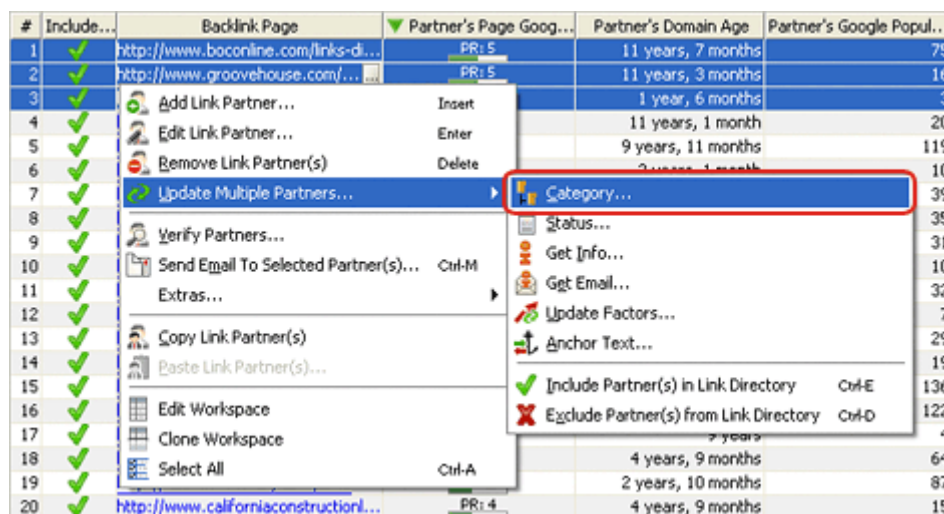 # Include... Backlink Page Partner's Page Goog... Partner's Domain Age Partner's Google Popul...
1 http://www.boconline.com/links-di... PR: 5 11 years, 7 months
2 http://www.groovehouse.com/... ... PR: 5 11 years, 3 months
3 1 year, 6 months
Add Link Partner... Insert
4 11 years, 1 month
Edit Link Partner... Enter
5 9 years, 11 months
Remove Link Partner(s) Delete
6
7 Update Multiple Partners... Category...
8 Status...
9 Verify Partners... Get Info...
10 Send Email To Selected Partner(s)... Ctrl-M
11 Extras... Get Email...
12 Update Factors...
13 Copy Link Partner(s) Anchor Text...
14 Paste Link Partner(s)...
15 Include Partner(s) in Link Directory Ctrl-E
16 Edit Workspace Exclude Partner(s) from Link Directory Ctrl-D
17 Clone Workspace
18 Select All Ctrl-A 4 years, 9 months
19 2 years, 10 months
20 http://www.californiaconstructionl... PR: 4 4 years, 9 months